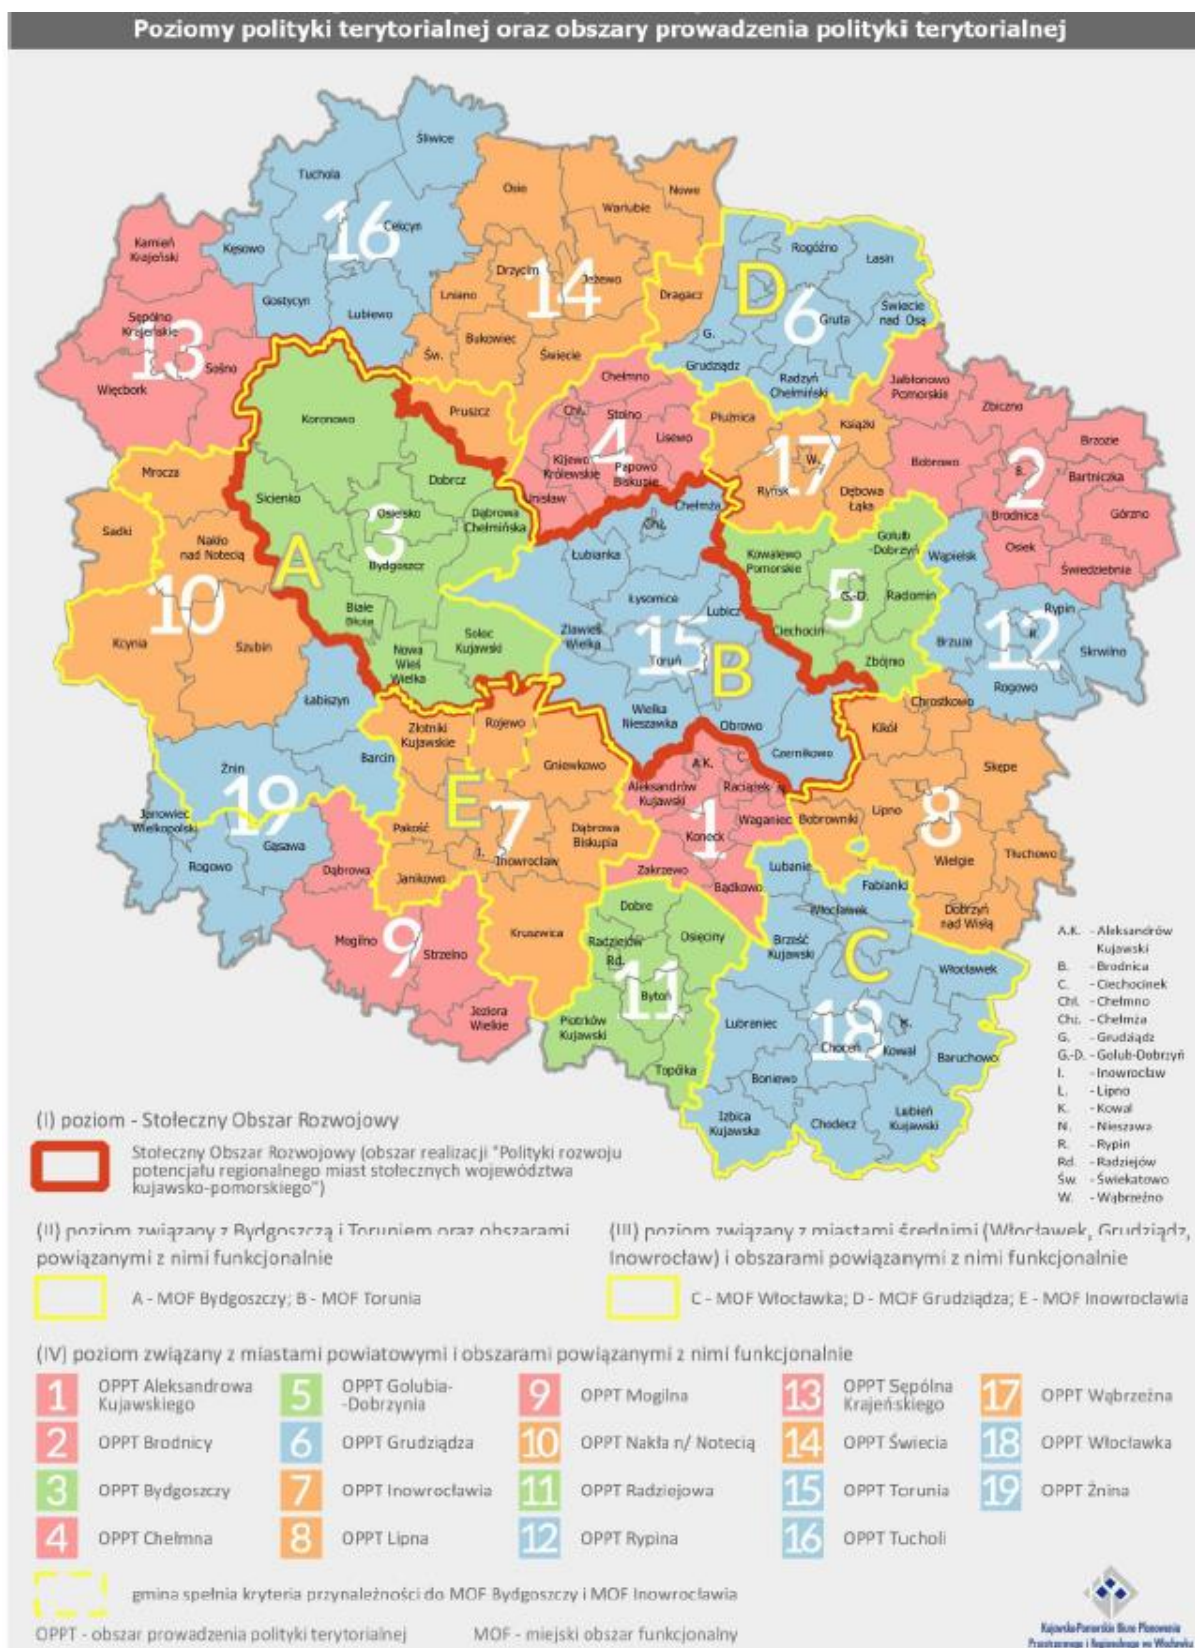 Poziomy polityki terytorialnej oraz obszary prowadzenia polityki terytorialnej
Śliwice
Tuchola
Cekcyn
Kęsowo
Gostycyn
Lubiewo
16
Osie
Nowe
Warlubie
Drzycim
Jeżewo
Lniano
Bukowiec
Świecie
Św.
Dragacz
Pruszcz
14
Kamień
Krajeński
Sępólno
Krajeńskie
Sośno
Więcbork
13
Rogóźno
Łasin
Gruta
Świecie
nad Osą
G.
Grudziądz
Radzyń
Chełmiński
D
6
Chełmno
Chł.
Stolno
Lisewo
Kijewo
Królewskie
Papowo
Biskupie
Unisław
4
Płużnica
Książki
W.
Ryńsk
Dębowa
Łąka
17
Jabłonowo
Pomorskie
Zbiczno
Brzozie
Bobrowo
B.
Bartniczka
Brodnica
Górzno
Osiek
Świedziebnia
2
Koronowo
Dobrcz
Sicienko
Osielsko
Dąbrowa
Chełmińska
Bydgoszcz
Białe
Błota
Solec
Kujawski
Nowa
Wieś
Wielka
A
3
Mrocza
Sadki
Nakło
nad Notecią
Kcynia
Szubin
10
Chełmża
Chż.
Łubianka
Łysomice
Lubicz
Zławieś
Wielka
Toruń
Wielka
Nieszawka
Obrowo
Czernikowo
15
B
Kowalewo
Pomorskie
Golub
-Dobrzyń
G.-D.
Radomin
Ciechocin
Zbójno
5
Wąpielsk
Rypin
R.
Brzuze
Skrwilno
Rogowo
12
Łabiszyn
Barcin
Żnin
Janowiec
Wielkopolski
Gąsawa
Rogowo
19
Złotniki
Kujawskie
Rojewo
Gniewkowo
Pakość
Dąbrowa
Biskupia
I.
Inowrocław
Janikowo
Kruszwica
E
7
A.K.
C.
Aleksandrów
Kujawski
Raciążek
N.
Waganiec
Koneck
Zakrzewo
Bądkowo
1
Chrostkowo
Kikół
Skępe
Lipno
Bobrowniki
Wielgie
Tłuchowo
Dobrzyń
nad Wisłą
8
Dąbrowa
Mogilno
Strzelno
Jeziora
Wielkie
9
Dobre
Radziejów
Osięciny
Rd.
Bytoń
Piotrków
Kujawski
Topólka
11
Lubanie
Fabianki
Włocławek
Brześć
Kujawski
Włocławek
Lubraniec
K.
Choceń
Kowal
Baruchowo
Boniewo
Izbica
Kujawska
Chodecz
Lubień
Kujawski
C
18
A.K. - Aleksandrów
Kujawski
B. - Brodnica
C. - Ciechocinek
Chł. - Chełmno
Chż. - Chełmża
G. - Grudziądz
G.-D. - Golub-Dobrzyń
I. - Inowrocław
L. - Lipno
K. - Kowal
N. - Nieszawa
R. - Rypin
Rd. - Radziejów
Św. - Świekatowo
W. - Wąbrzeźno
(I) poziom - Stołeczny Obszar Rozwojowy
Stołeczny Obszar Rozwojowy (obszar realizacji "Polityki rozwoju
potencjału regionalnego miast stołecznych województwa
kujawsko-pomorskiego")
(II) poziom związany z Bydgoszczą i Toruniem oraz obszarami
powiązanymi z nimi funkcjonalnie
A - MOF Bydgoszczy; B - MOF Torunia
(III) poziom związany z miastami średnimi (Włocławek, Grudziądz,
Inowrocław) i obszarami powiązanymi z nimi funkcjonalnie
C - MOF Włocławka; D - MOF Grudziądza; E - MOF Inowrocławia
(IV) poziom związany z miastami powiatowymi i obszarami powiązanymi z nimi funkcjonalnie
1 OPPT Aleksandrowa
Kujawskiego
2 OPPT Brodnicy
3 OPPT Bydgoszczy
4 OPPT Chełmna
5 OPPT Golubia-
-Dobrzynia
6 OPPT Grudziądza
7 OPPT Inowrocławia
8 OPPT Lipna
9 OPPT Mogilna
10 OPPT Nakła n/ Notecią
11 OPPT Radziejowa
12 OPPT Rypina
13 OPPT Sępólna
Krajeńskiego
14 OPPT Świecia
15 OPPT Torunia
16 OPPT Tucholi
17 OPPT Wąbrzeźna
18 OPPT Włocławka
19 OPPT Żnina
gmina spełnia kryteria przynależności do MOF Bydgoszczy i MOF Inowrocławia
OPPT - obszar prowadzenia polityki terytorialnej
MOF - miejski obszar funkcjonalny
Kujawsko-Pomorskie Biuro Planowania
Przestrzennego i Regionalnego we Włocławku